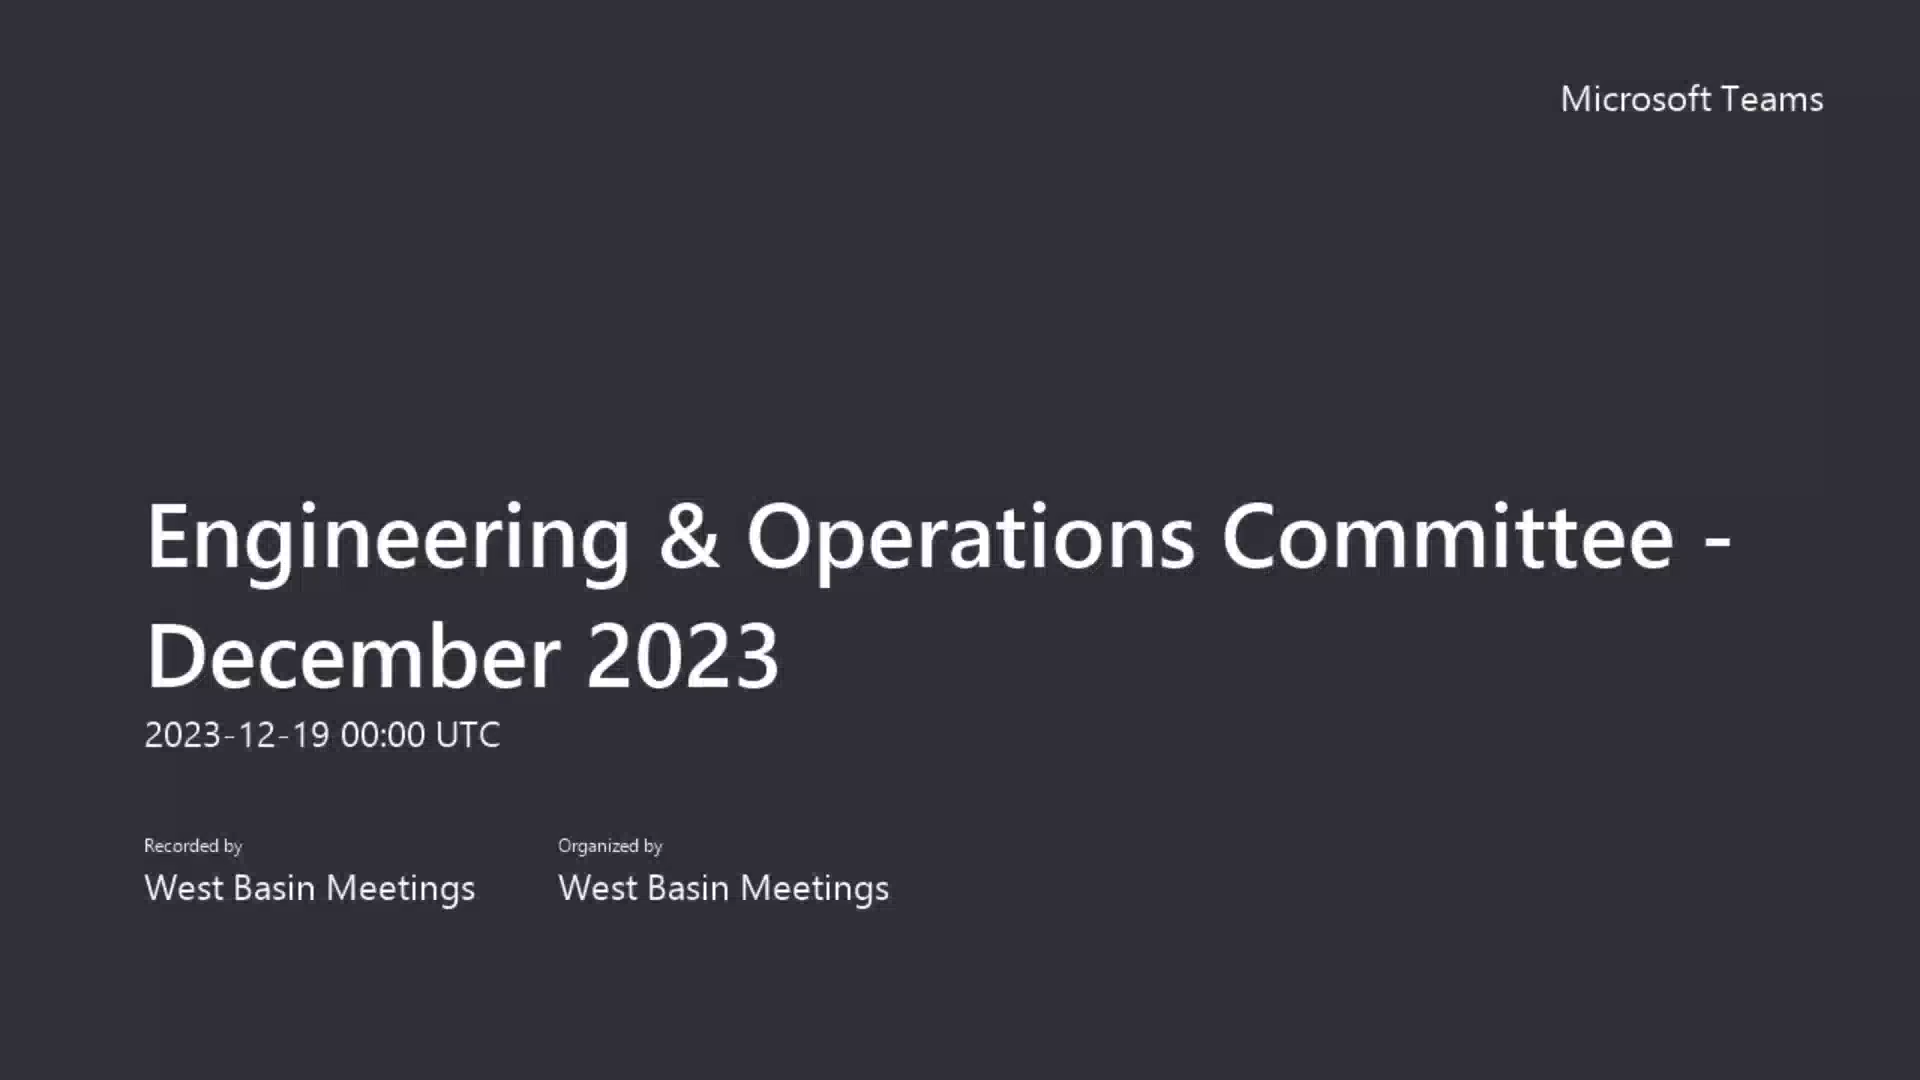 Microsoft Teams
Engineering & Operations Committee -
December 2023
2023-12-19 00:00 UTC
Recorded by
West Basin Meetings
Organized by
West Basin Meetings